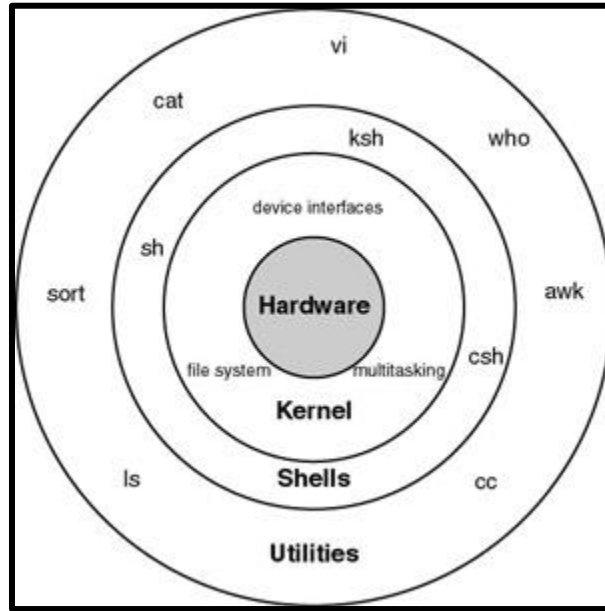 vi
cat
ksh
who
device interfaces
sh
sort
Hardware
awk
csh
file system
multitasking
Kernel
ls
Shells
cc
Utilities